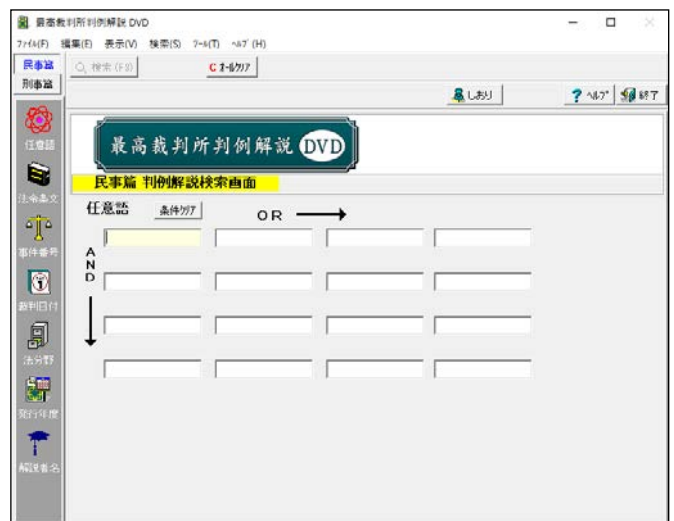 最高裁判所判例解説 DVD
ファイル(F) 編集(E) 表示(V) 検索(S) ツール(T) ヘルプ(H)
民事篇
刑事篇
検索(F8)
C オールクリア
しおり
? ヘルプ
終了
最高裁判所判例解説 DVD
民事篇 判例解説検索画面
任意語
条件クリア
OR
AND
任意語
法令条文
事件番号
裁判日付
法分野
発行年度
解説者名